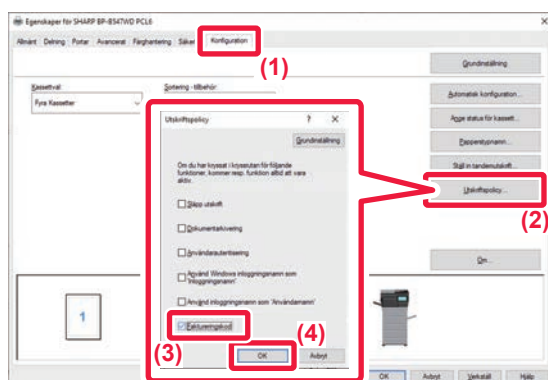 Egenskaper för SHARP BP-B547WD PCL6
Allmänt Delning Portar Avancerat Färghantering Säker Konfiguration
(1)
Grundinställning
Kassettval:
Sortering -tillbehör:
Fyra Kassetter
Automatisk konfiguration...
Ange status för kassett...
Papperstypnamn...
Ställ in tandemutskrift...
Utskriftspolicy...
(2)
Om...
Utskriftspolicy ? X
Grundinställning
Om du har kryssat i kryssrutan för följande
funktioner, kommer resp. funktion alltid att vara
aktiv.
Släpp utskrift
Dokumentarkivering
Användarautentisering
Använd Windows inloggningsnamn som
'Inloggningsnamn'
Använd inloggningsnamn som 'Användarnamn'
Faktureringskod
(3)
(4)
OK Avbryt
1
OK Avbryt Verkställ Hjälp